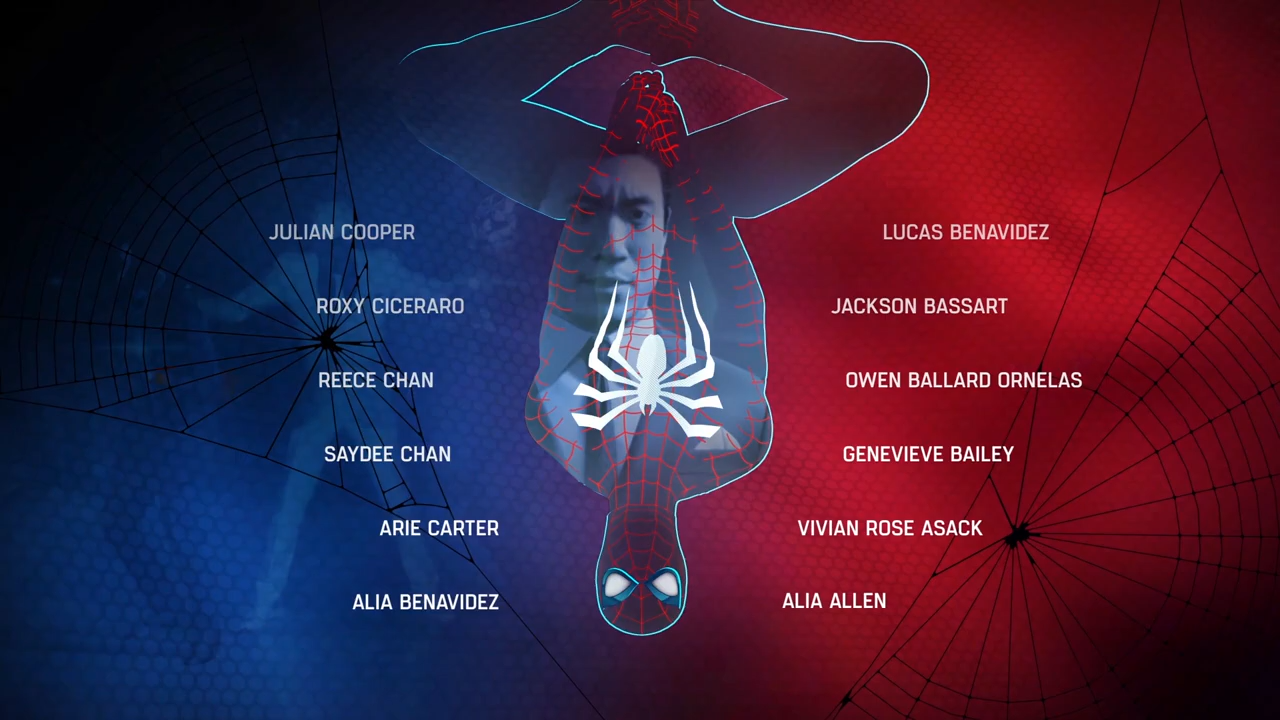 JULIAN COOPER
LUCAS BENAVIDEZ
ROXY CICERARO
JACKSON BASSART
REECE CHAN
OWEN BALLARD ORNELAS
SAYDEE CHAN
GENEVIEVE BAILEY
ARIE CARTER
VIVIAN ROSE ASACK
ALIA BENAVIDEZ
ALIA ALLEN